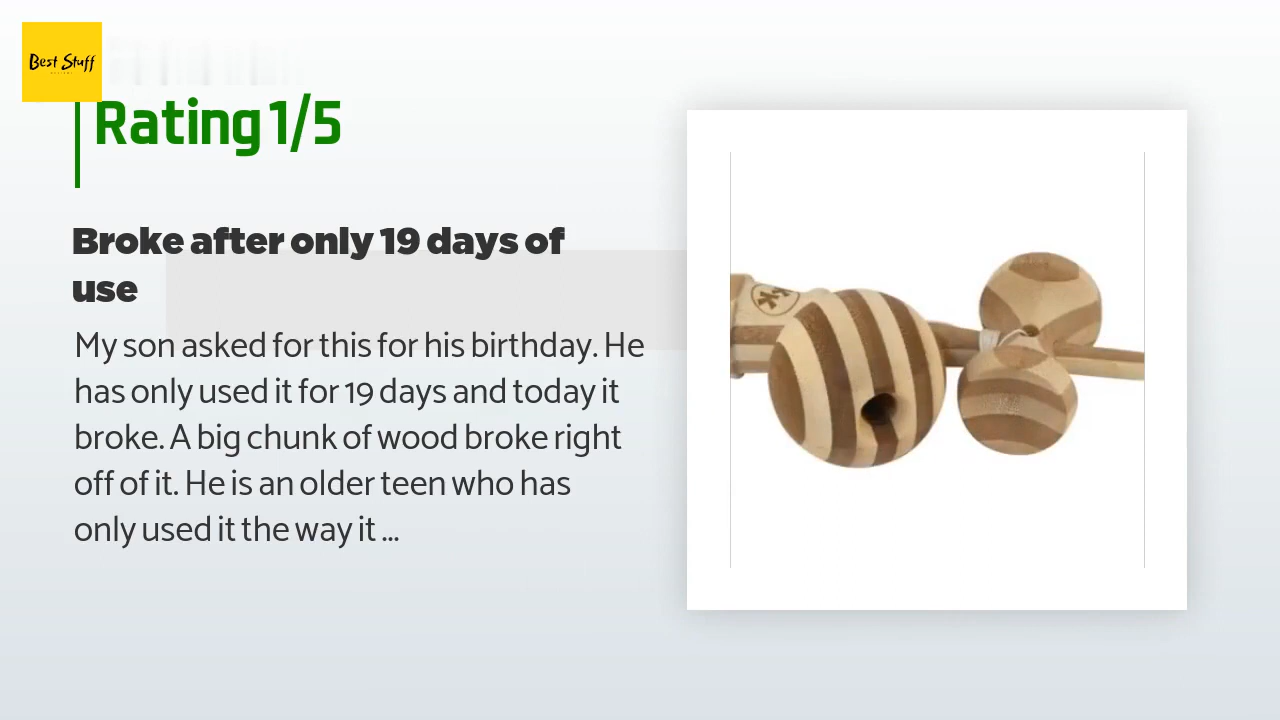 Best Stuff
Rating 1/5
Broke after only 19 days of
use
My son asked for this for his birthday. He
has only used it for 19 days and today it
broke. A big chunk of wood broke right
off of it. He is an older teen who has
only used it the way it ...